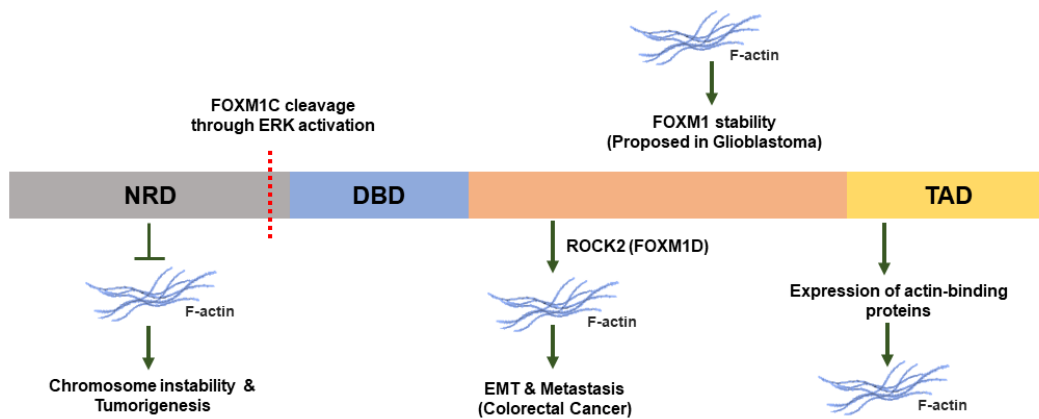 F-actin
FOXM1C cleavage
through ERK activation
FOXM1 stability
(Proposed in Glioblastoma)
NRD
DBD
TAD
ROCK2 (FOXM1D)
F-actin
F-actin
Expression of actin-binding
proteins
Chromosome instability &
Tumorigenesis
EMT & Metastasis
(Colorectal Cancer)
F-actin